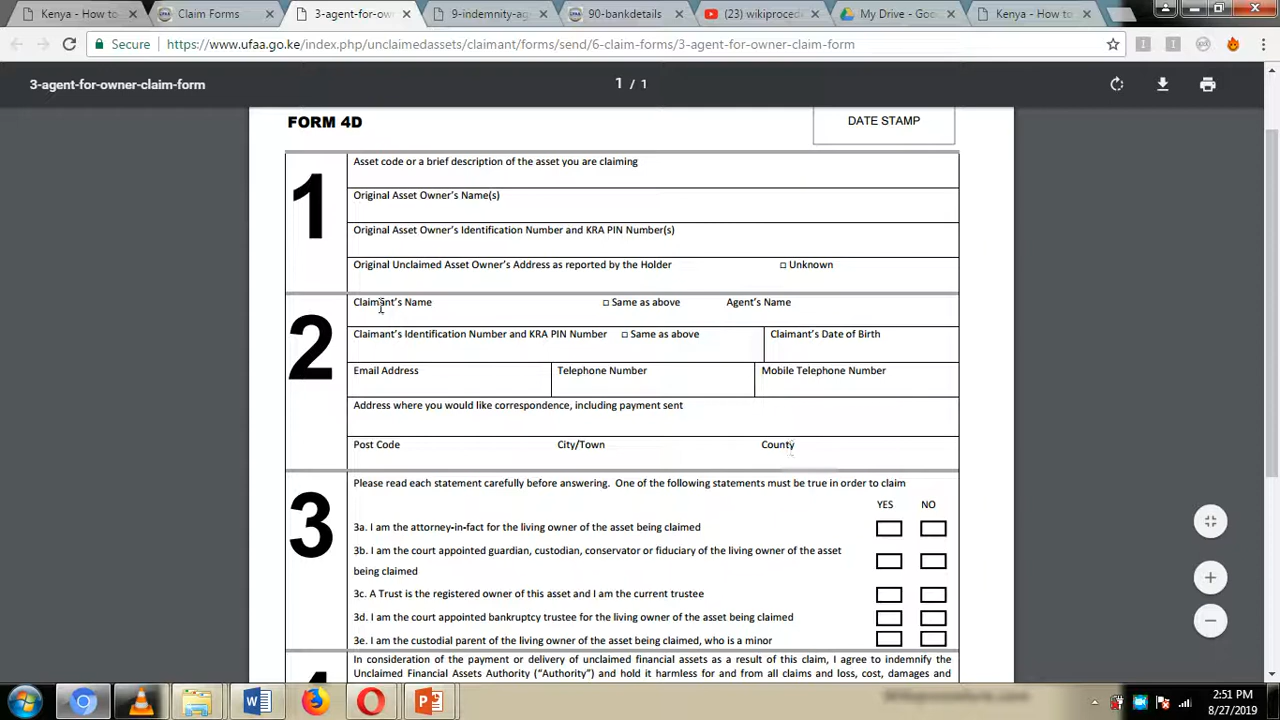 Kenya - How to
Claim Forms
3-agent-for-ow
9-indemnity-ag
90-bankdetails
(23) wikiproced
My Drive - Goo
Kenya - How to
Secure
https://www.ufaa.go.ke/index.php/unclaimedassets/claimant/forms/send/6-claim-forms/3-agent-for-owner-claim-form
3-agent-for-owner-claim-form
1 / 1
FORM 4D
DATE STAMP
1
Asset code or a brief description of the asset you are claiming
Original Asset Owner's Name(s)
Original Asset Owner's Identification Number and KRA PIN Number(s)
Original Unclaimed Asset Owner's Address as reported by the Holder Unknown
2
Claimant's Name Same as above Agent's Name
Claimant's Identification Number and KRA PIN Number Same as above Claimant's Date of Birth
Email Address Telephone Number Mobile Telephone Number
Address where you would like correspondence, including payment sent
Post Code City/Town County
3
Please read each statement carefully before answering. One of the following statements must be true in order to claim
YES NO
3a. I am the attorney-in-fact for the living owner of the asset being claimed
3b. I am the court appointed guardian, custodian, conservator or fiduciary of the living owner of the asset
being claimed
3c. A Trust is the registered owner of this asset and I am the current trustee
3d. I am the court appointed bankruptcy trustee for the living owner of the asset being claimed
3e. I am the custodial parent of the living owner of the asset being claimed, who is a minor
In consideration of the payment or delivery of unclaimed financial assets as a result of this claim, I agree to indemnify the
Unclaimed Financial Assets Authority ("Authority") and hold it harmless for and from all claims and loss, cost, damages and
2:51 PM
8/27/2019